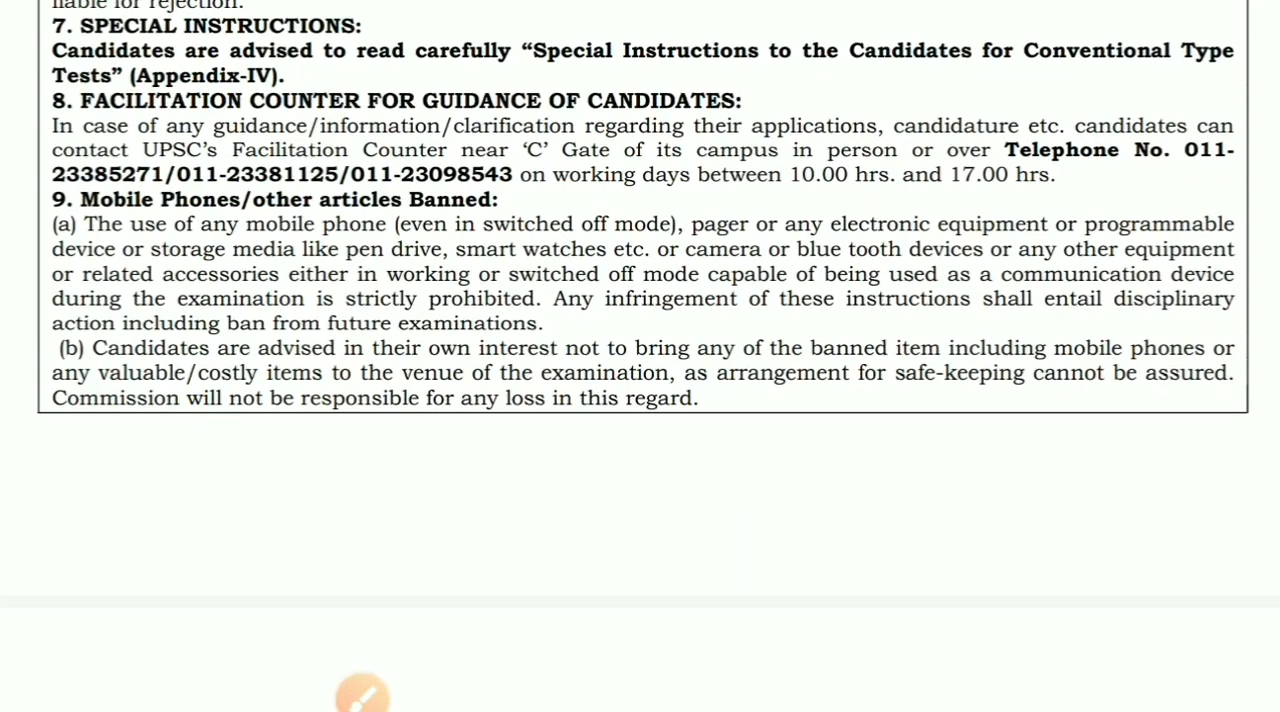 liable for rejection.
7. SPECIAL INSTRUCTIONS:
Candidates are advised to read carefully “Special Instructions to the Candidates for Conventional Type
Tests” (Appendix-IV).
8. FACILITATION COUNTER FOR GUIDANCE OF CANDIDATES:
In case of any guidance/information/clarification regarding their applications, candidature etc. candidates can
contact UPSC’s Facilitation Counter near ‘C’ Gate of its campus in person or over Telephone No. 011-
23385271/011-23381125/011-23098543 on working days between 10.00 hrs. and 17.00 hrs.
9. Mobile Phones/other articles Banned:
(a) The use of any mobile phone (even in switched off mode), pager or any electronic equipment or programmable
device or storage media like pen drive, smart watches etc. or camera or blue tooth devices or any other equipment
or related accessories either in working or switched off mode capable of being used as a communication device
during the examination is strictly prohibited. Any infringement of these instructions shall entail disciplinary
action including ban from future examinations.
(b) Candidates are advised in their own interest not to bring any of the banned item including mobile phones or
any valuable/costly items to the venue of the examination, as arrangement for safe-keeping cannot be assured.
Commission will not be responsible for any loss in this regard.